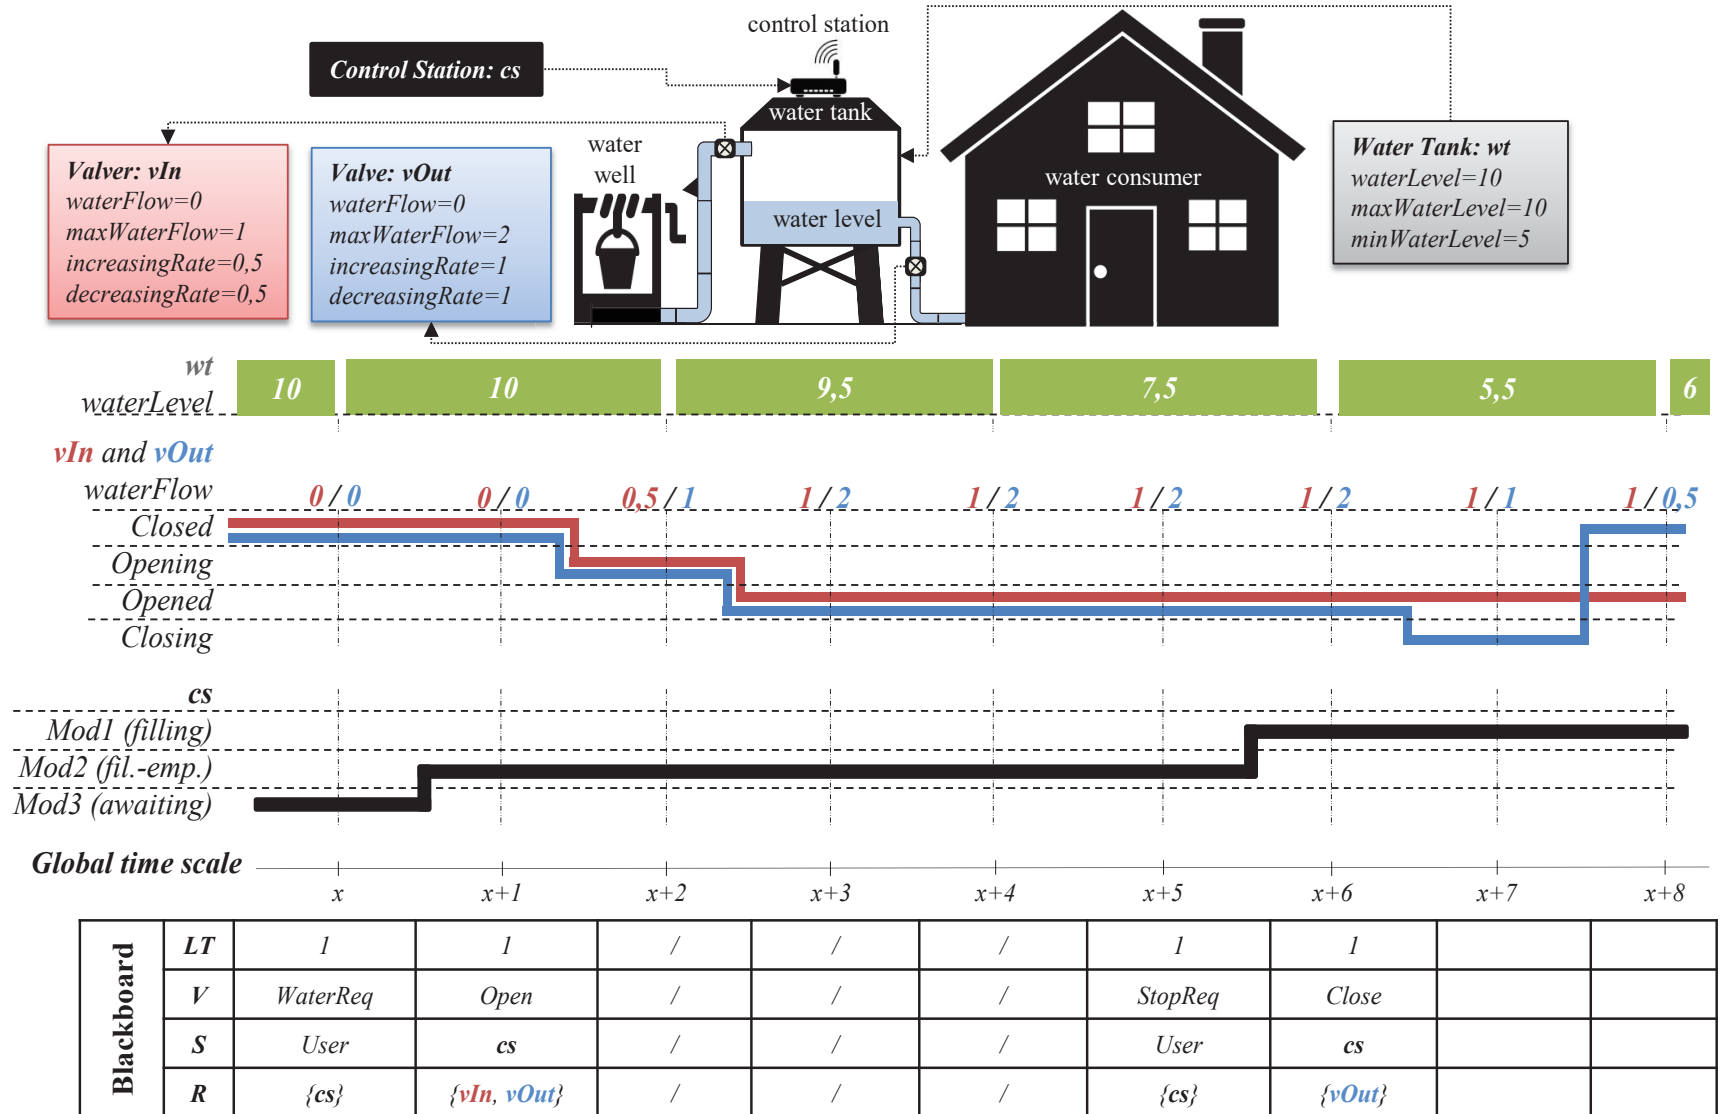 control station
Control Station: cs
water tank
water
well
water level
water consumer
Valver: vIn
waterFlow=0
maxWaterFlow=1
increasingRate=0,5
decreasingRate=0,5
Valve: vOut
waterFlow=0
maxWaterFlow=2
increasingRate=1
decreasingRate=1
Water Tank: wt
waterLevel=10
maxWaterLevel=10
minWaterLevel=5
wt
waterLevel
10 10 9,5 7,5 5,5 6
vIn and vOut
waterFlow 0/0 0/0 0,5/1 1/2 1/2 1/2 1/2 1/1 1/0,5
Closed
Opening
Opened
Closing
cs
Mod1 (filling)
Mod2 (fil.-emp.)
Mod3 (awaiting)
Global time scale
x x+1 x+2 x+3 x+4 x+5 x+6 x+7 x+8
Blackboard
LT 1 1 / / / 1 1
V WaterReq Open / / / StopReq Close
S User cs / / / User cs
R {cs} {vIn, vOut} / / / {cs} {vOut}